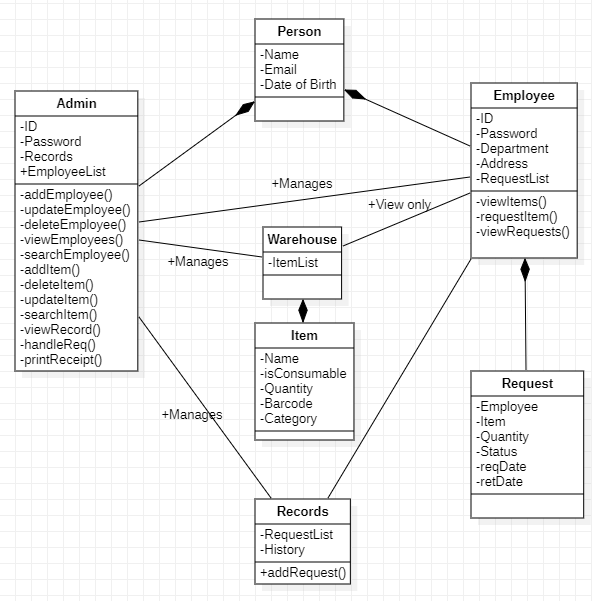 Person
-Name
-Email
-Date of Birth
Admin
-ID
-Password
-Records
+EmployeeList
-addEmployee()
-updateEmployee()
-deleteEmployee()
-viewEmployees()
-searchEmployee()
-addItem()
-deleteItem()
-updateItem()
-searchItem()
-viewRecord()
-handleReq()
-printReceipt()
Employee
-ID
-Password
-Department
-Address
-RequestList
-viewItems()
-requestItem()
-viewRequests()
+Manages
+View only
+Manages
Warehouse
-ItemList
Item
-Name
-isConsumable
-Quantity
-Barcode
-Category
Request
-Employee
-Item
-Quantity
-Status
-reqDate
-retDate
+Manages
Records
-RequestList
-History
+addRequest()